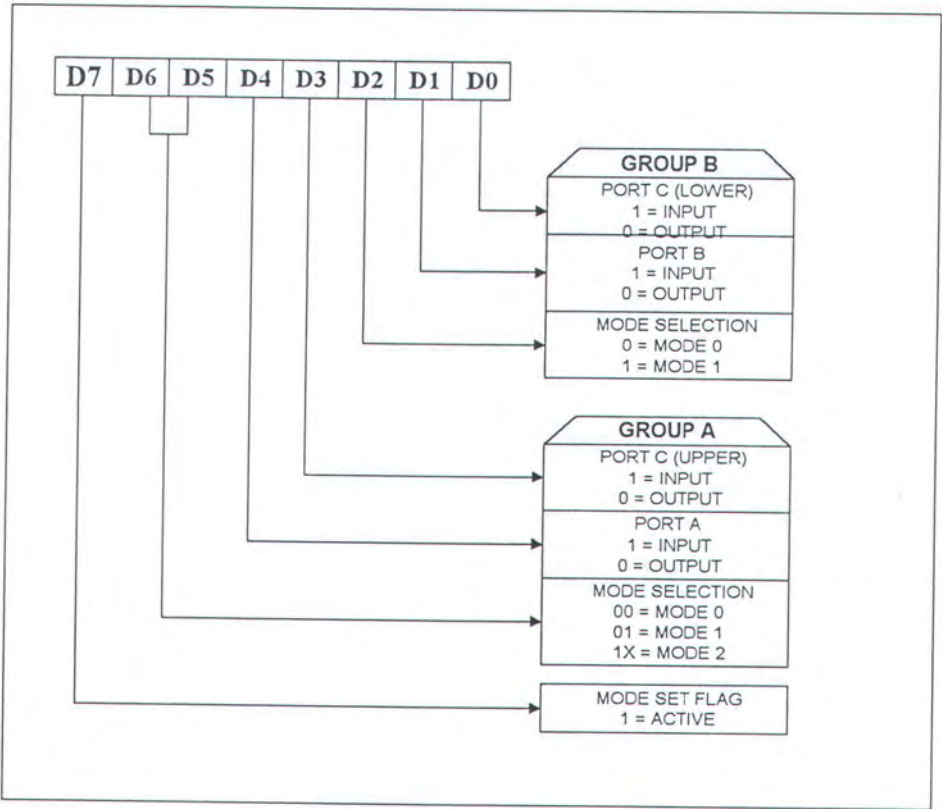 D7 D6 D5 D4 D3 D2 D1 D0
GROUP B
PORT C (LOWER)
1 = INPUT
0 = OUTPUT
PORT B
1 = INPUT
0 = OUTPUT
MODE SELECTION
0 = MODE 0
1 = MODE 1
GROUP A
PORT C (UPPER)
1 = INPUT
0 = OUTPUT
PORT A
1 = INPUT
0 = OUTPUT
MODE SELECTION
00 = MODE 0
01 = MODE 1
1X = MODE 2
MODE SET FLAG
1 = ACTIVE